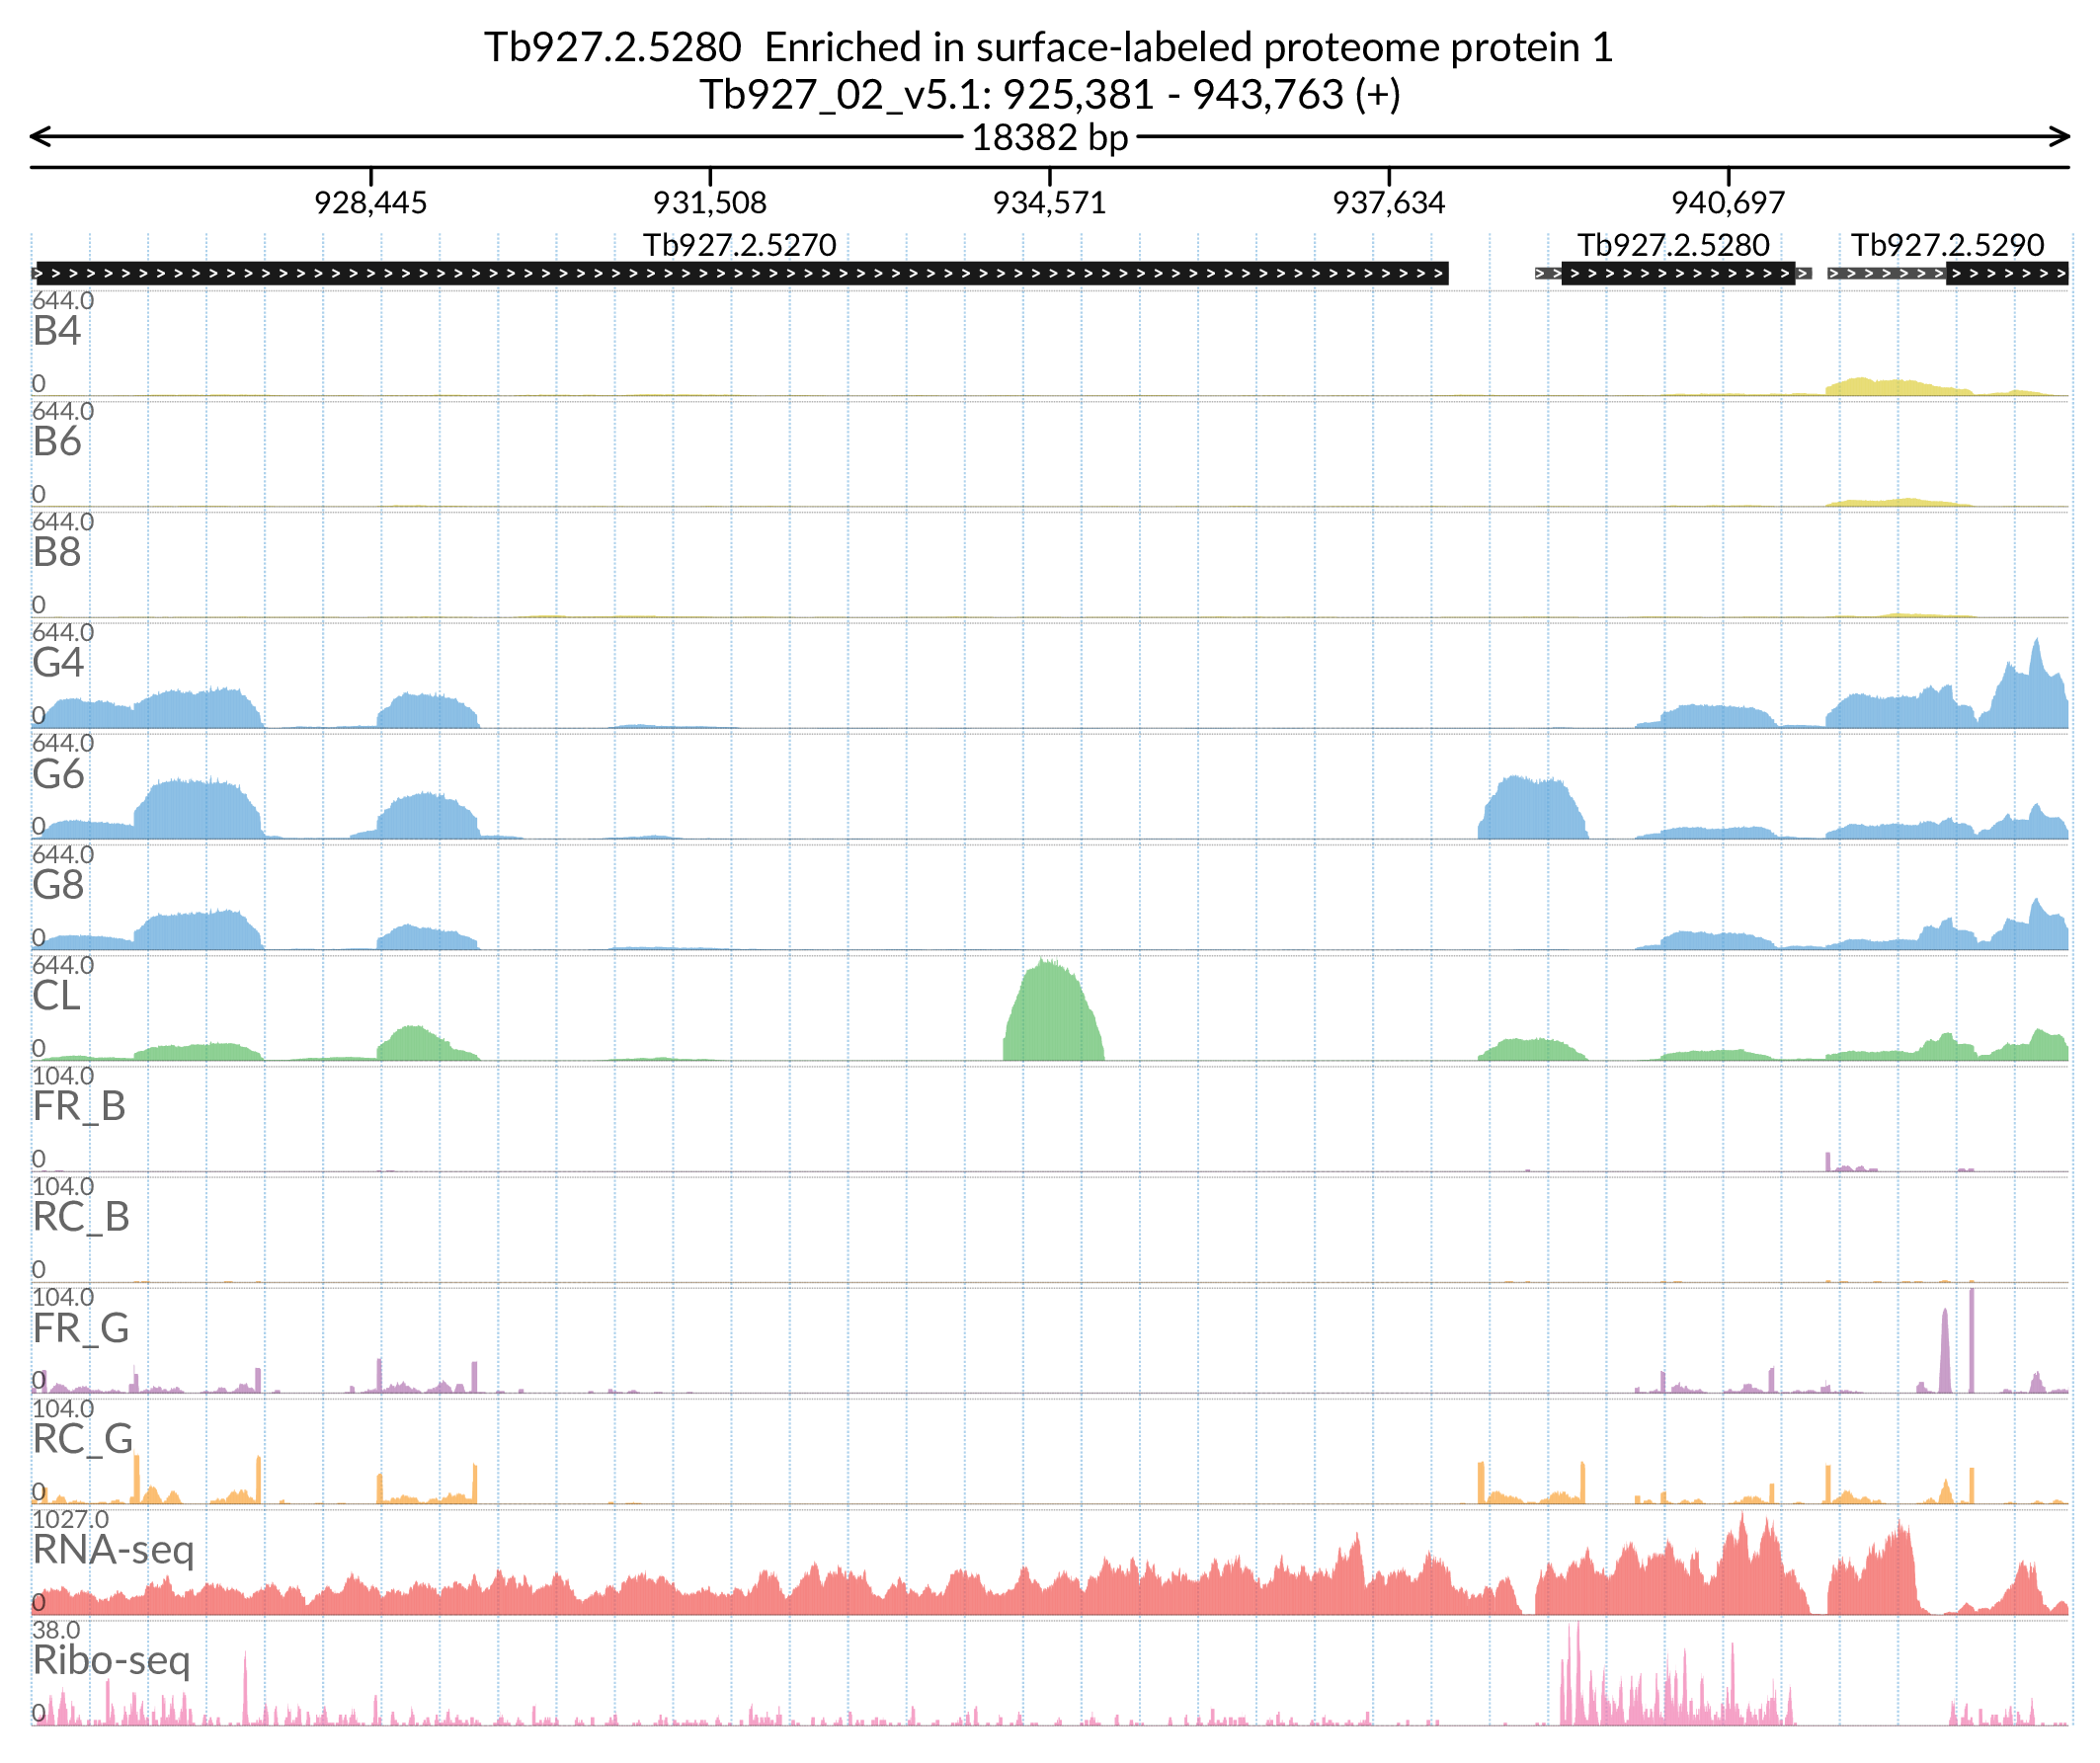 Tb927.2.5280 Enriched in surface-labeled proteome protein 1
Tb927_02_v5.1: 925,381 - 943,763 (+)
18382 bp
928,445 931,508 934,571 937,634 940,697
Tb927.2.5270 Tb927.2.5280 Tb927.2.5290
644.0
B4
0
644.0
B6
0
644.0
B8
0
644.0
G4
0
644.0
G6
0
644.0
G8
0
644.0
CL
0
104.0
FR_B
0
104.0
RC_B
0
104.0
FR_G
0
104.0
RC_G
0
1027.0
RNA-seq
0
38.0
Ribo-seq
0